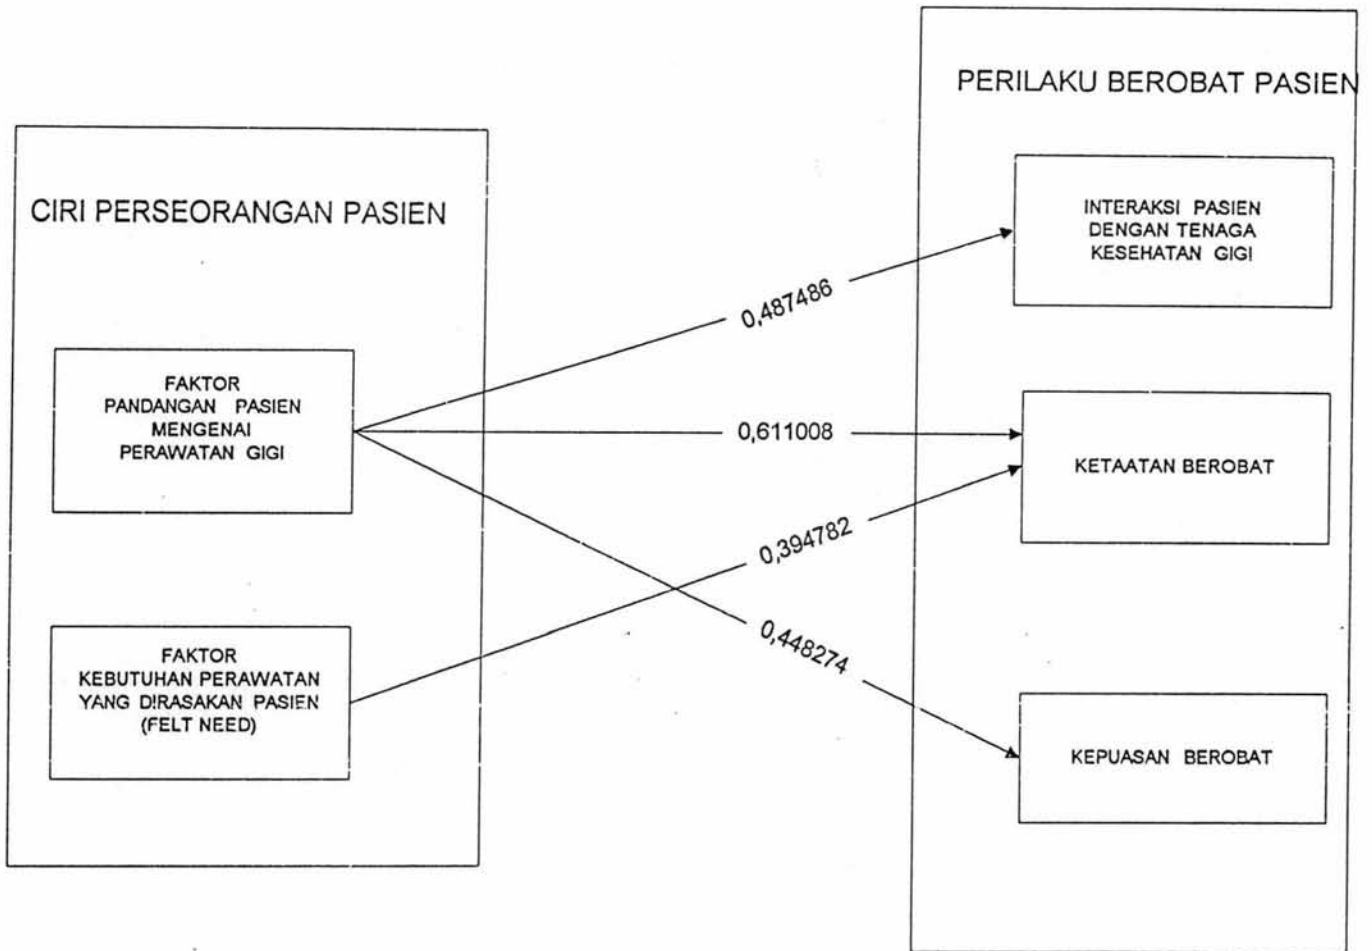 PERILAKU BEROBAT PASIEN
CIRI PERSEORANGAN PASIEN
INTERAKSI PASIEN
DENGAN TENAGA
KESEHATAN GIGI
0,487486
FAKTOR
PANDANGAN PASIEN
MENGENAI
PERAWATAN GIGI
0,611008
KETAATAN BEROBAT
0,394782
FAKTOR
KEBUTUHAN PERAWATAN
YANG DIRASAKAN PASIEN
(FELT NEED)
0,448274
KEPUASAN BEROBAT